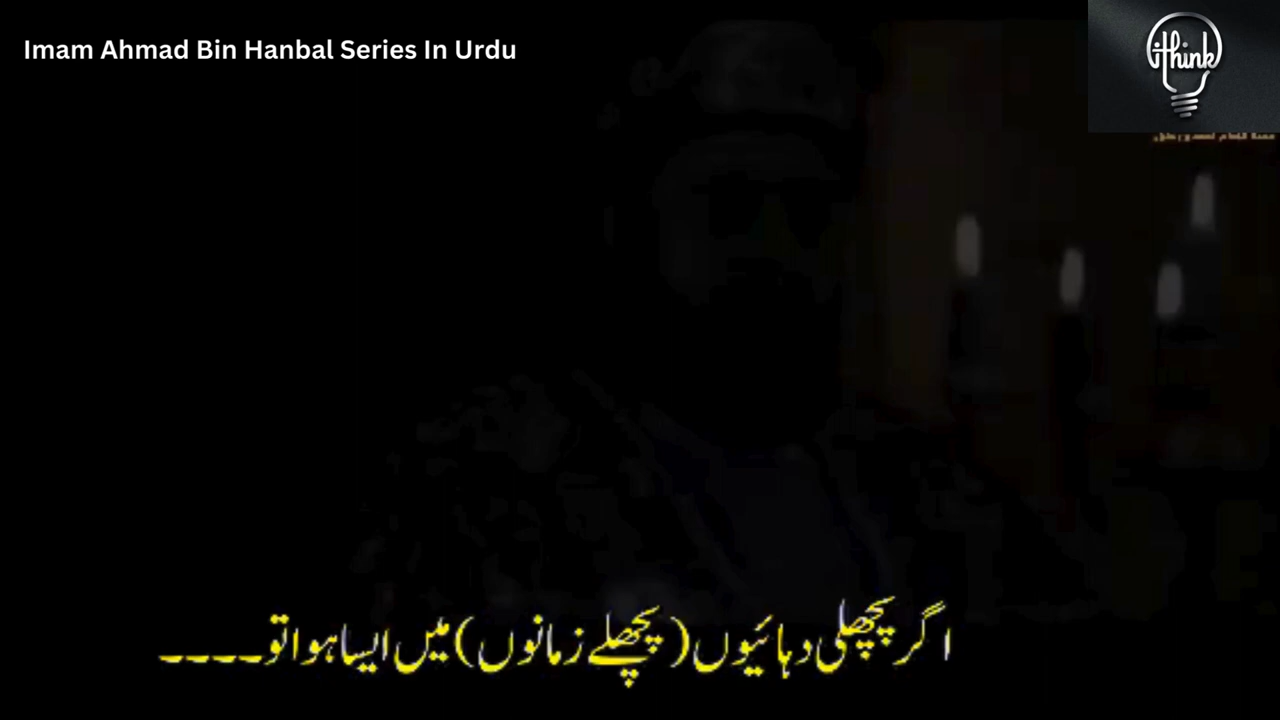 Imam Ahmad Bin Hanbal Series In Urdu
ithink
اگر پچھلی دہائیوں (پچھلے زمانوں) میں ایسا ہوا تو۔۔۔۔